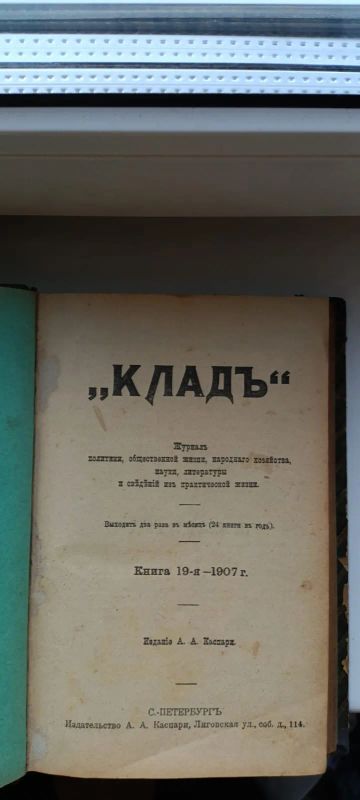 „КЛАДЪ“
Журналъ
политики, общественной жизни, народнаго хозяйства,
науки, литературы
и свѣдѣній изъ практической жизни.
Выходитъ два раза въ мѣсяцъ (24 книги въ годъ).
Книга 19-я—1907 г.
Изданіе А. А. Каспари.
С.-ПЕТЕРБУРГЪ
Издательство А. А. Каспари, Лиговская ул., соб. д., 114.